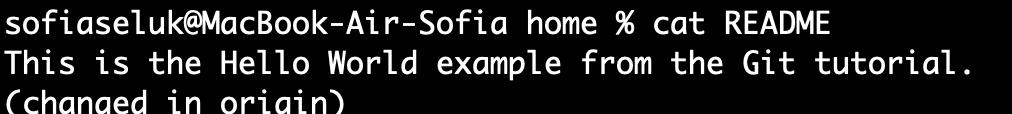 sofiaseluk@MacBook-Air-Sofia home % cat README
This is the Hello World example from the Git tutorial.
(changed in origin)